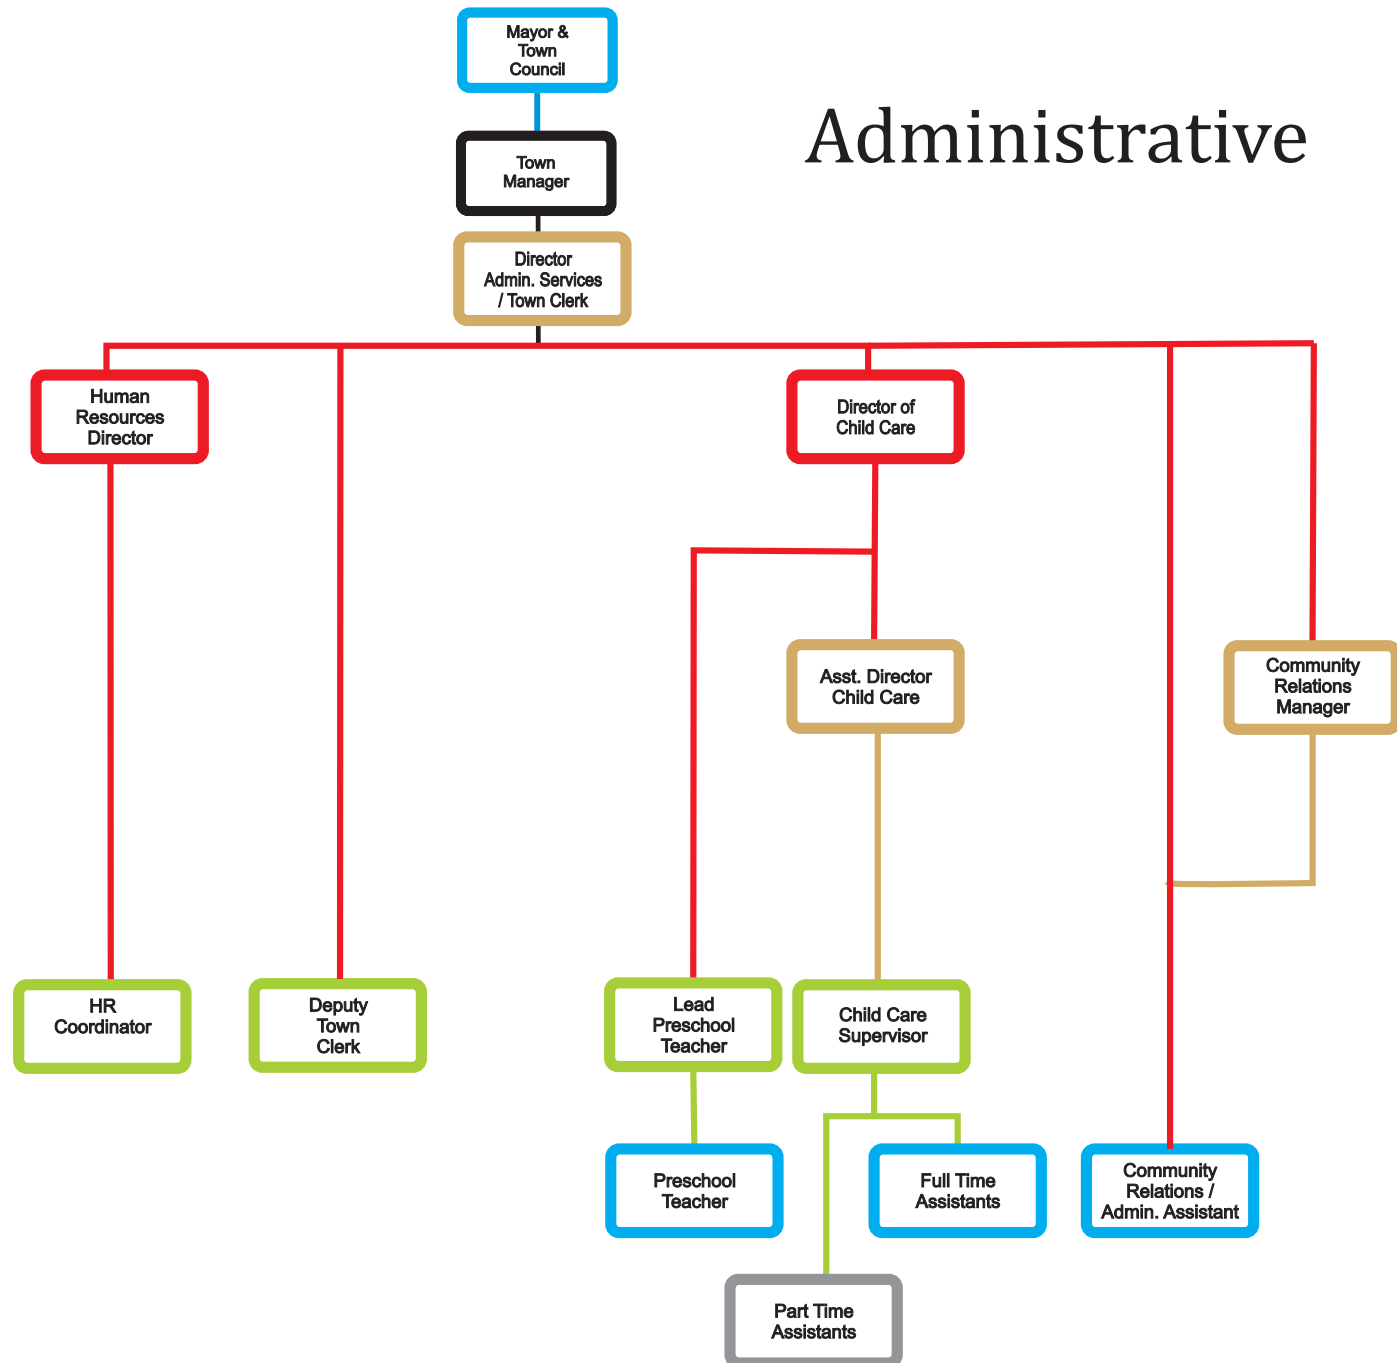 Mayor &
Town
Council
Administrative
Town
Manager
Director
Admin. Services
/ Town Clerk
Human
Resources
Director
Director of
Child Care
Asst. Director
Child Care
Community
Relations
Manager
HR
Coordinator
Deputy
Town
Clerk
Lead
Preschool
Teacher
Child Care
Supervisor
Preschool
Teacher
Full Time
Assistants
Community
Relations /
Admin. Assistant
Part Time
Assistants